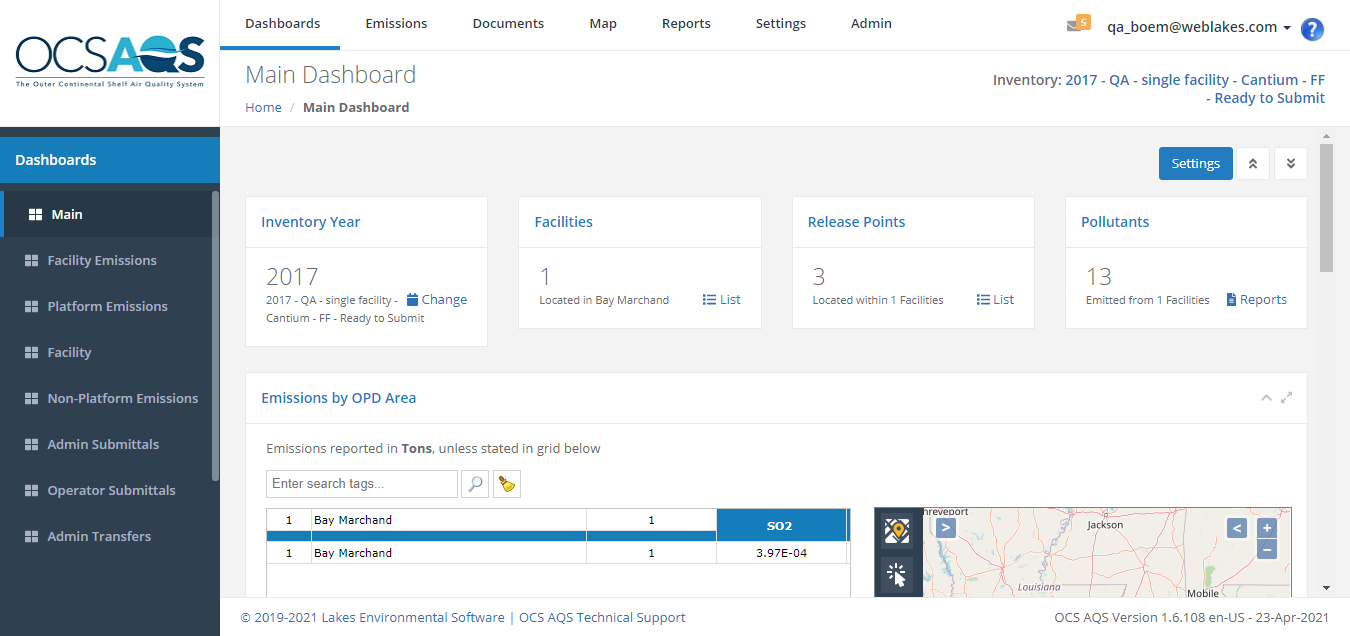 OCSAQS
The Outer Continental Shelf Air Quality System
Dashboards Emissions Documents Map Reports Settings Admin
5 qa_boem@weblakes.com ?
Main Dashboard
Home / Main Dashboard
Inventory: 2017 - QA - single facility - Cantium - FF
- Ready to Submit
Dashboards
Main
Facility Emissions
Platform Emissions
Facility
Non-Platform Emissions
Admin Submittals
Operator Submittals
Admin Transfers
Settings
Inventory Year
2017
2017 - QA - single facility - Change
Cantium - FF - Ready to Submit
Facilities
1
Located in Bay Marchand List
Release Points
3
Located within 1 Facilities List
Pollutants
13
Emitted from 1 Facilities Reports
Emissions by OPD Area
Emissions reported in Tons, unless stated in grid below
Enter search tags...
1 Bay Marchand 1 SO2
1 Bay Marchand 1 3.97E-04
hreveport
> < +
Jackson
−
Louisiana
Mobile
© 2019-2021 Lakes Environmental Software | OCS AQS Technical Support
OCS AQS Version 1.6.108 en-US - 23-Apr-2021